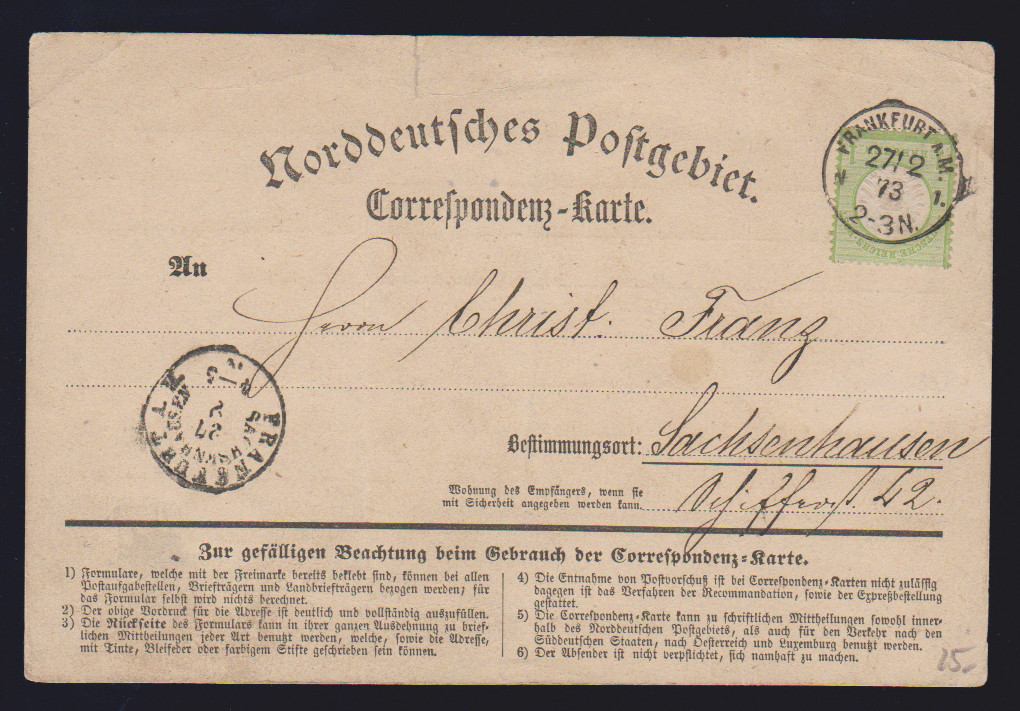 Norddeutsches Postgebiet.
Correspondenz-Karte.
FRANKFURT A.M.
27/2
73
2-3N.
1.
An
Herrn Christ. Franz
FRANKFURT A M
SACHSENHAUSEN
27
2
Bestimmungsort: Sachsenhausen
Wohnung des Empfängers, wenn sie
mit Sicherheit angegeben werden kann.
42.
Zur gefälligen Beachtung beim Gebrauch der Correspondenz-Karte.
1) Formulare, welche mit der Freimarke bereits beklebt sind, können bei allen
Postanstalten, Briefträgern und Landbriefträgern bezogen werden; für
das Formular selbst wird nichts berechnet.
2) Der obige Vordruck für die Adresse ist deutlich und vollständig auszufüllen.
3) Die Rückseite des Formulars kann in ihrer ganzen Ausdehnung zu brief-
lichen Mittheilungen jeder Art benutzt werden, welche, sowie die Adresse,
mit Tinte, Bleifeder oder farbigem Stifte geschrieben sein können.
4) Die Entnahme von Postvorschuß ist bei Correspondenz-Karten nicht zulässig
dagegen ist das Verfahren der Recommandation, sowie der Expreßbestellung
gestattet.
5) Die Correspondenz-Karte kann zu schriftlichen Mittheilungen sowohl inner-
halb des Norddeutschen Postgebiets, als auch für den Verkehr nach den
Süddeutschen Staaten, nach Oesterreich und Luxemburg benutzt werden.
6) Der Absender ist nicht verpflichtet, sich namhaft zu machen.
15.-